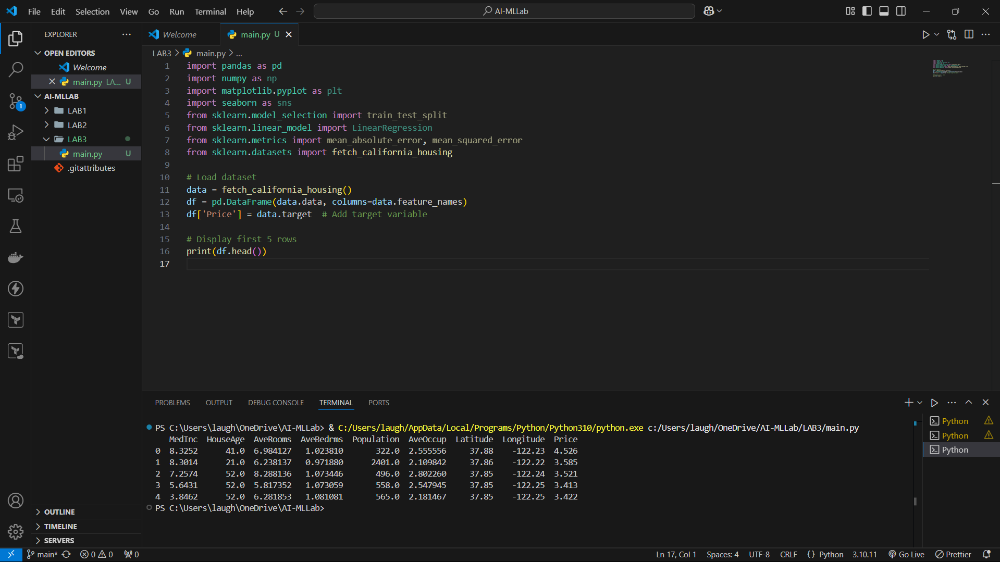 File Edit Selection View Go Run Terminal Help AI-MLLab
EXPLORER
OPEN EDITORS
Welcome
main.py LA... U
AI-MLLAB
LAB1
LAB2
LAB3
main.py U
.gitattributes
OUTLINE
TIMELINE
SERVERS
1
Welcome main.py U
LAB3 > main.py > ...
1 import pandas as pd
2 import numpy as np
3 import matplotlib.pyplot as plt
4 import seaborn as sns
5 from sklearn.model_selection import train_test_split
6 from sklearn.linear_model import LinearRegression
7 from sklearn.metrics import mean_absolute_error, mean_squared_error
8 from sklearn.datasets import fetch_california_housing
9
10 # Load dataset
11 data = fetch_california_housing()
12 df = pd.DataFrame(data.data, columns=data.feature_names)
13 df['Price'] = data.target  # Add target variable
14
15 # Display first 5 rows
16 print(df.head())
17
PROBLEMS OUTPUT DEBUG CONSOLE TERMINAL PORTS
PS C:\Users\laugh\OneDrive\AI-MLLab> & C:/Users/laugh/AppData/Local/Programs/Python/Python310/python.exe c:/Users/laugh/OneDrive/AI-MLLab/LAB3/main.py
MedInc HouseAge AveRooms AveBedrms Population AveOccup Latitude Longitude Price
0 8.3252 41.0 6.984127 1.023810 322.0 2.555556 37.88 -122.23 4.526
1 8.3014 21.0 6.238137 0.971880 2401.0 2.109842 37.86 -122.22 3.585
2 7.2574 52.0 8.288136 1.073446 496.0 2.802260 37.85 -122.24 3.521
3 5.6431 52.0 5.817352 1.073059 558.0 2.547945 37.85 -122.25 3.413
4 3.8462 52.0 6.281853 1.081081 565.0 2.181467 37.85 -122.25 3.422
PS C:\Users\laugh\OneDrive\AI-MLLab>
Python
Python
Python
main* 0 0 0 Ln 17, Col 1 Spaces: 4 UTF-8 CRLF {} Python 3.10.11 Go Live Prettier